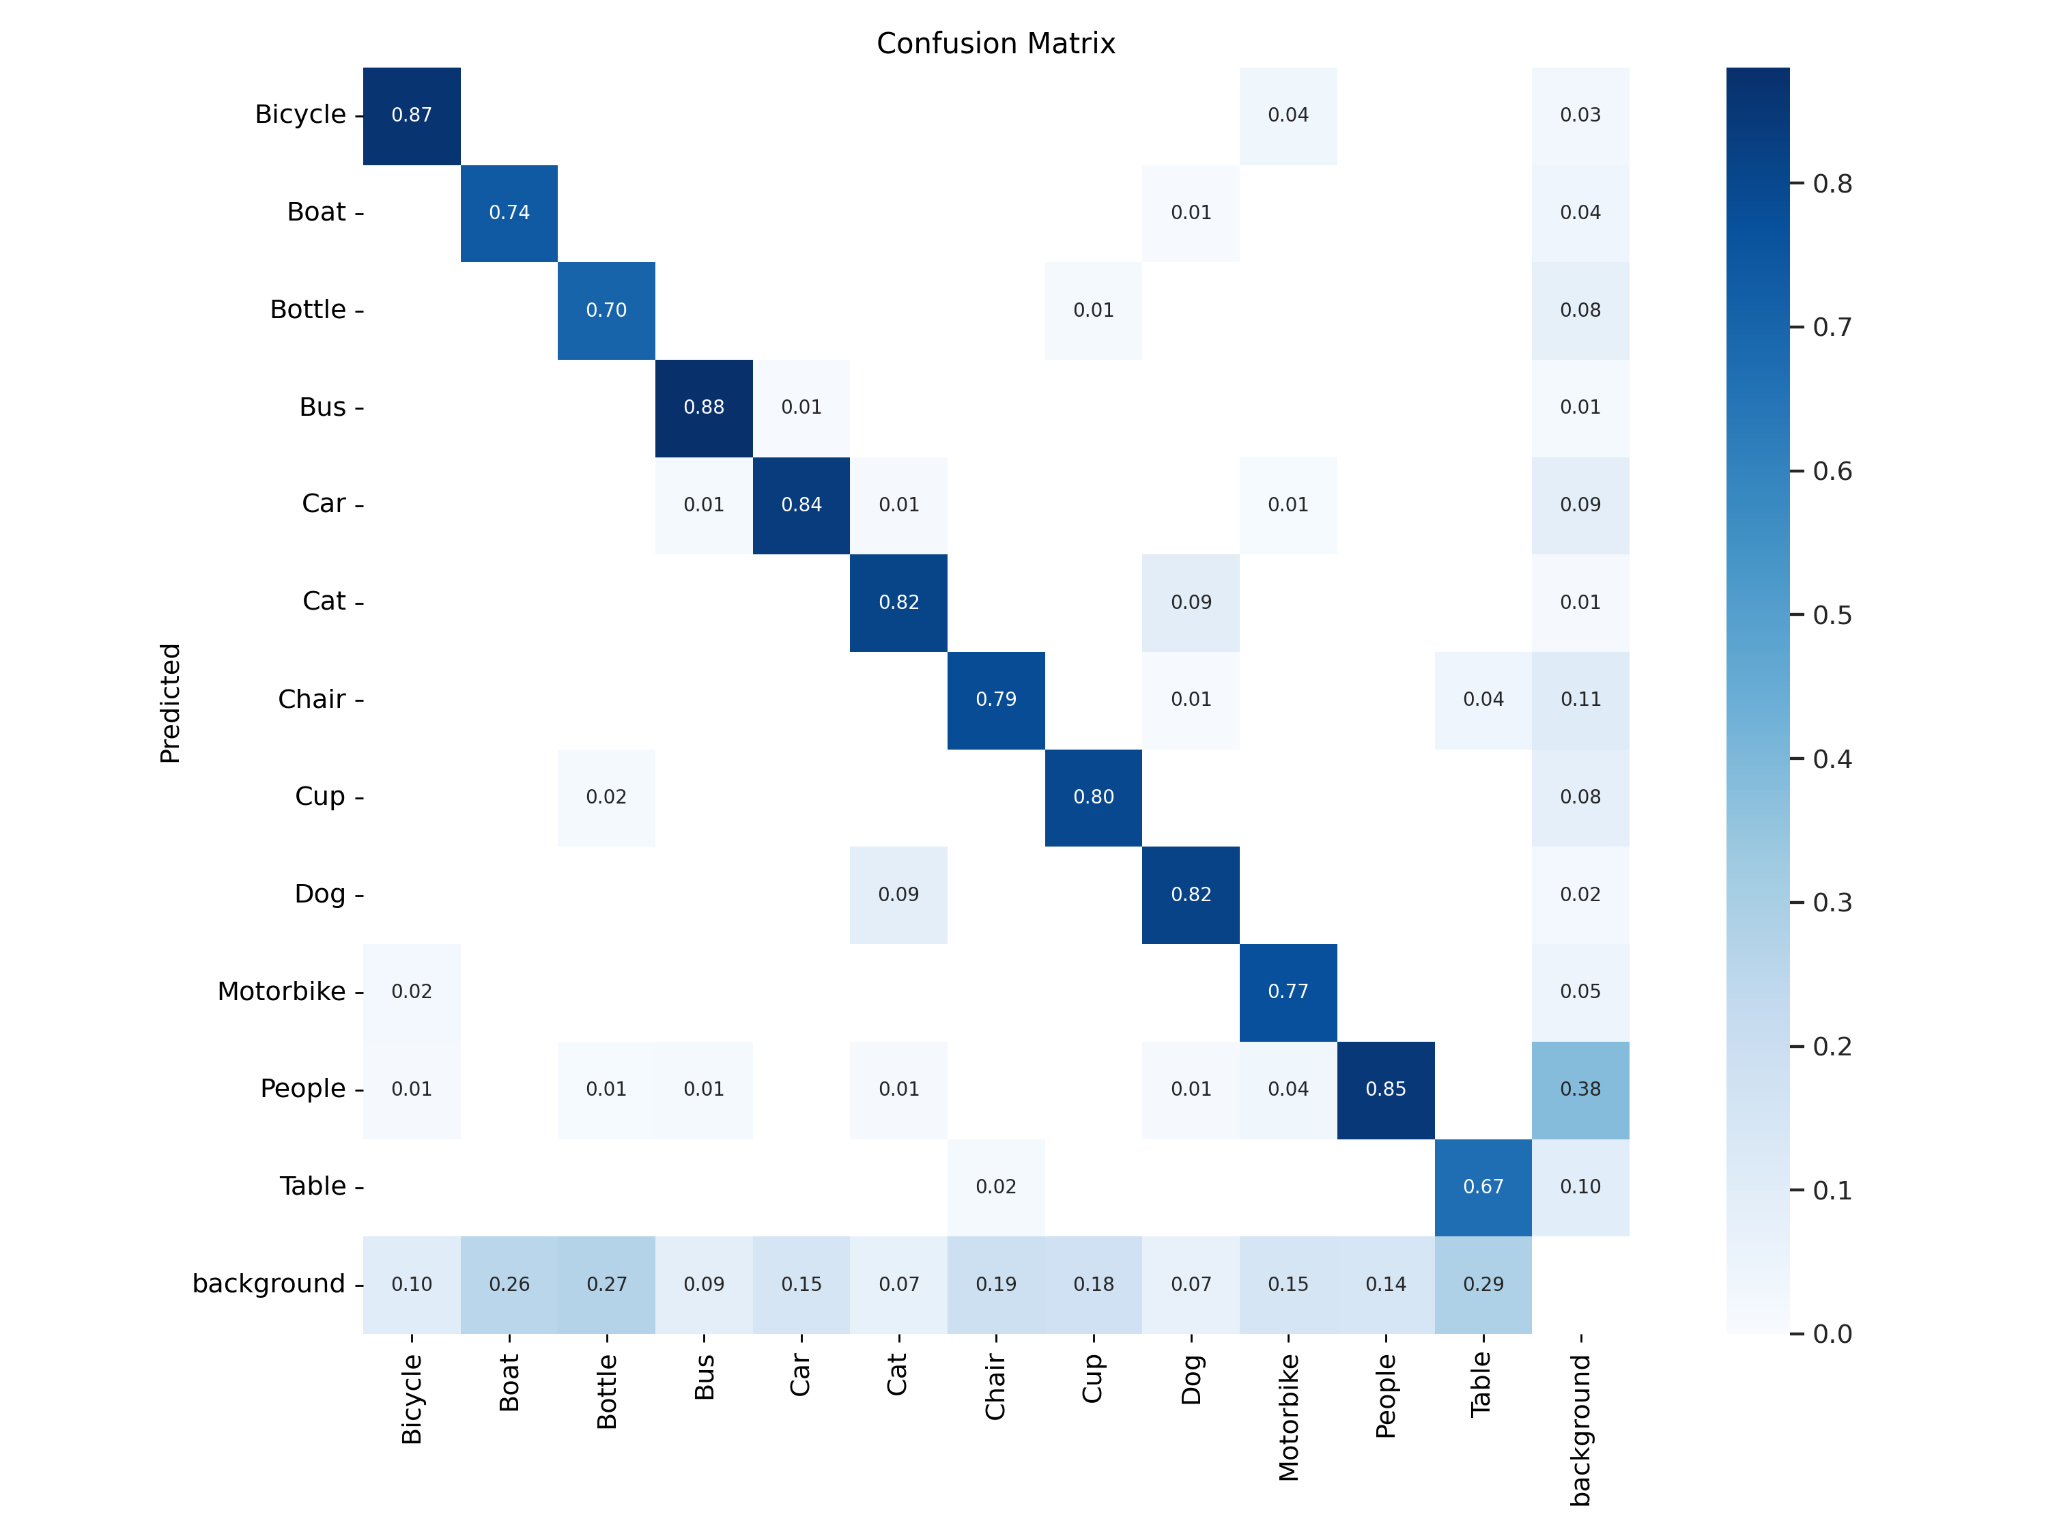 Confusion Matrix
Bicycle 0.87 0.04 0.03
Boat 0.74 0.01 0.04 0.8
Bottle 0.70 0.01 0.08 0.7
Bus 0.88 0.01 0.01
Car 0.01 0.84 0.01 0.01 0.09 0.6
Cat 0.82 0.09 0.01 0.5
Predicted
Chair 0.79 0.01 0.04 0.11
Cup 0.02 0.80 0.08 0.4
Dog 0.09 0.82 0.02 0.3
Motorbike 0.02 0.77 0.05
People 0.01 0.01 0.01 0.01 0.01 0.04 0.85 0.38 0.2
Table 0.02 0.67 0.10 0.1
background 0.10 0.26 0.27 0.09 0.15 0.07 0.19 0.18 0.07 0.15 0.14 0.29 0.0
Bicycle Boat Bottle Bus Car Cat Chair Cup Dog Motorbike People Table background